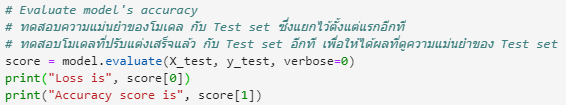 # Evaluate model's accuracy
# ทดสอบความแม่นยำของโมเดล กับ Test set ซึ่งแยกไว้ตั้งแต่แรกอีกที
# ทดสอบโมเดลที่ปรับแต่งเสร็จแล้ว กับ Test set อีกที เพื่อให้ได้ผลที่ดูความแม่นยำของ Test set
score = model.evaluate(X_test, y_test, verbose=0)
print("Loss is", score[0])
print("Accuracy score is", score[1])